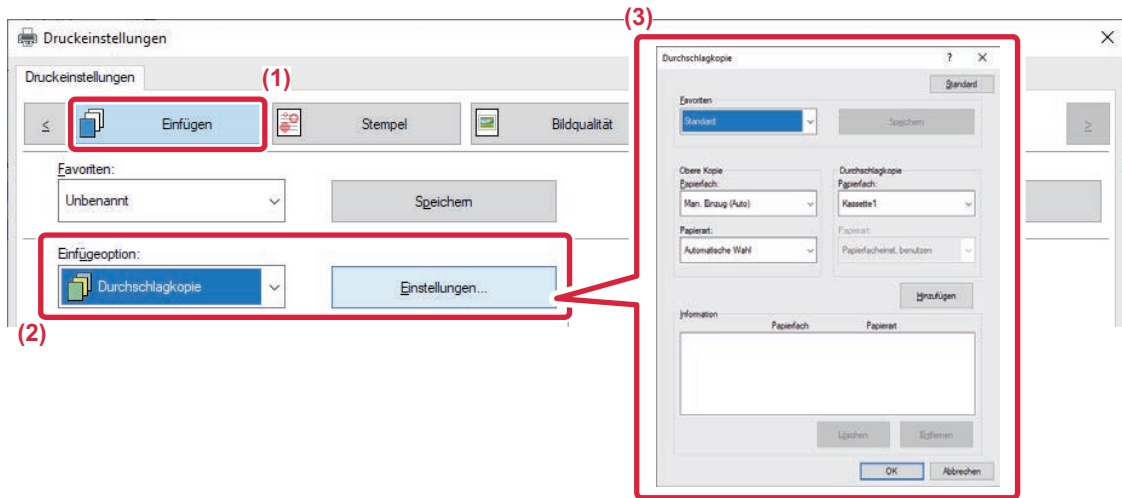 (3)
Druckeinstellungen
Druckeinstellungen
(1)
< Einfügen Stempel Bildqualität >
Favoriten:
Unbenannt Speichern
Einfügeoption:
Durchschlagkopie Einstellungen...
(2)
Durchschlagkopie ?
Standard
Favoriten
Standard Speichern
Obere Kopie Durchschlagkopie
Papierfach: Papierfach:
Man. Einzug (Auto) Kassette1
Papierart: Papierart:
Automatische Wahl Papierfacheinst. benutzen
Hinzufügen
Information
Papierfach Papierart
Löschen Entfernen
OK Abbrechen